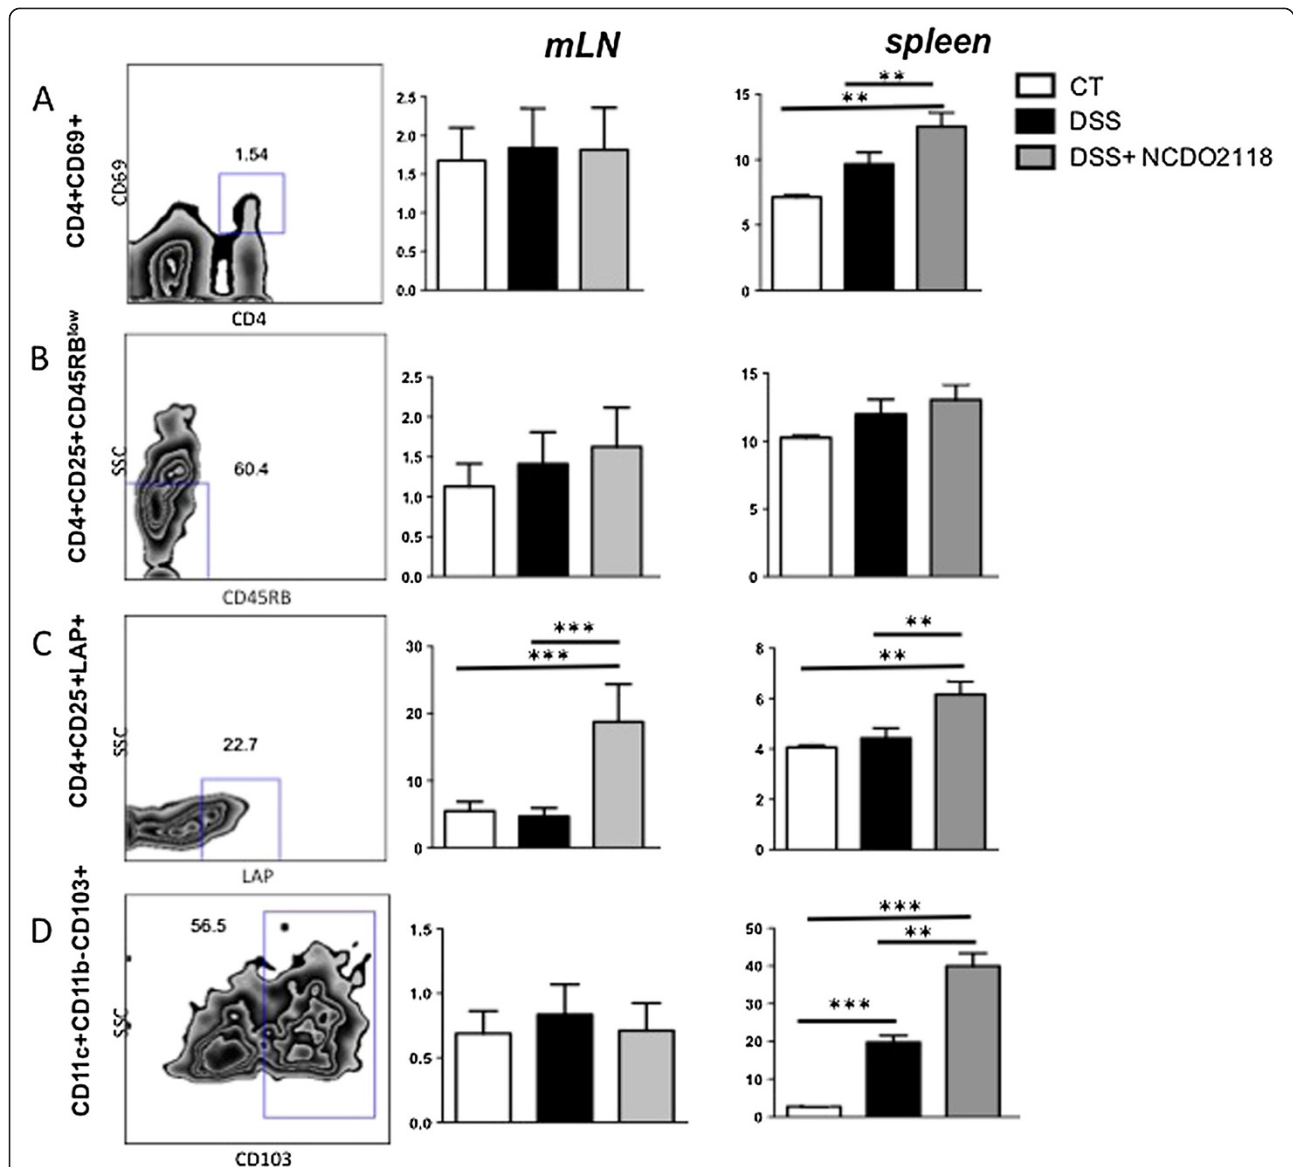 mLN
spleen
CT
DSS
DSS+ NCDO2118
A
CD4+CD69+
CD69
1.54
CD4
2.5
2.0
1.5
1.0
0.5
0.0
**
**
15
10
5
0
B
CD4+CD25+CD45RBlow
SSC
60.4
CD45RB
2.5
2.0
1.5
1.0
0.5
0.0
15
10
5
0
C
CD4+CD25+LAP+
SSC
22.7
LAP
***
***
30
20
10
0
**
**
8
6
4
2
0
D
CD11c+CD11b-CD103+
SSC
56.5
CD103
1.5
1.0
0.5
0.0
***
**
***
50
40
30
20
10
0